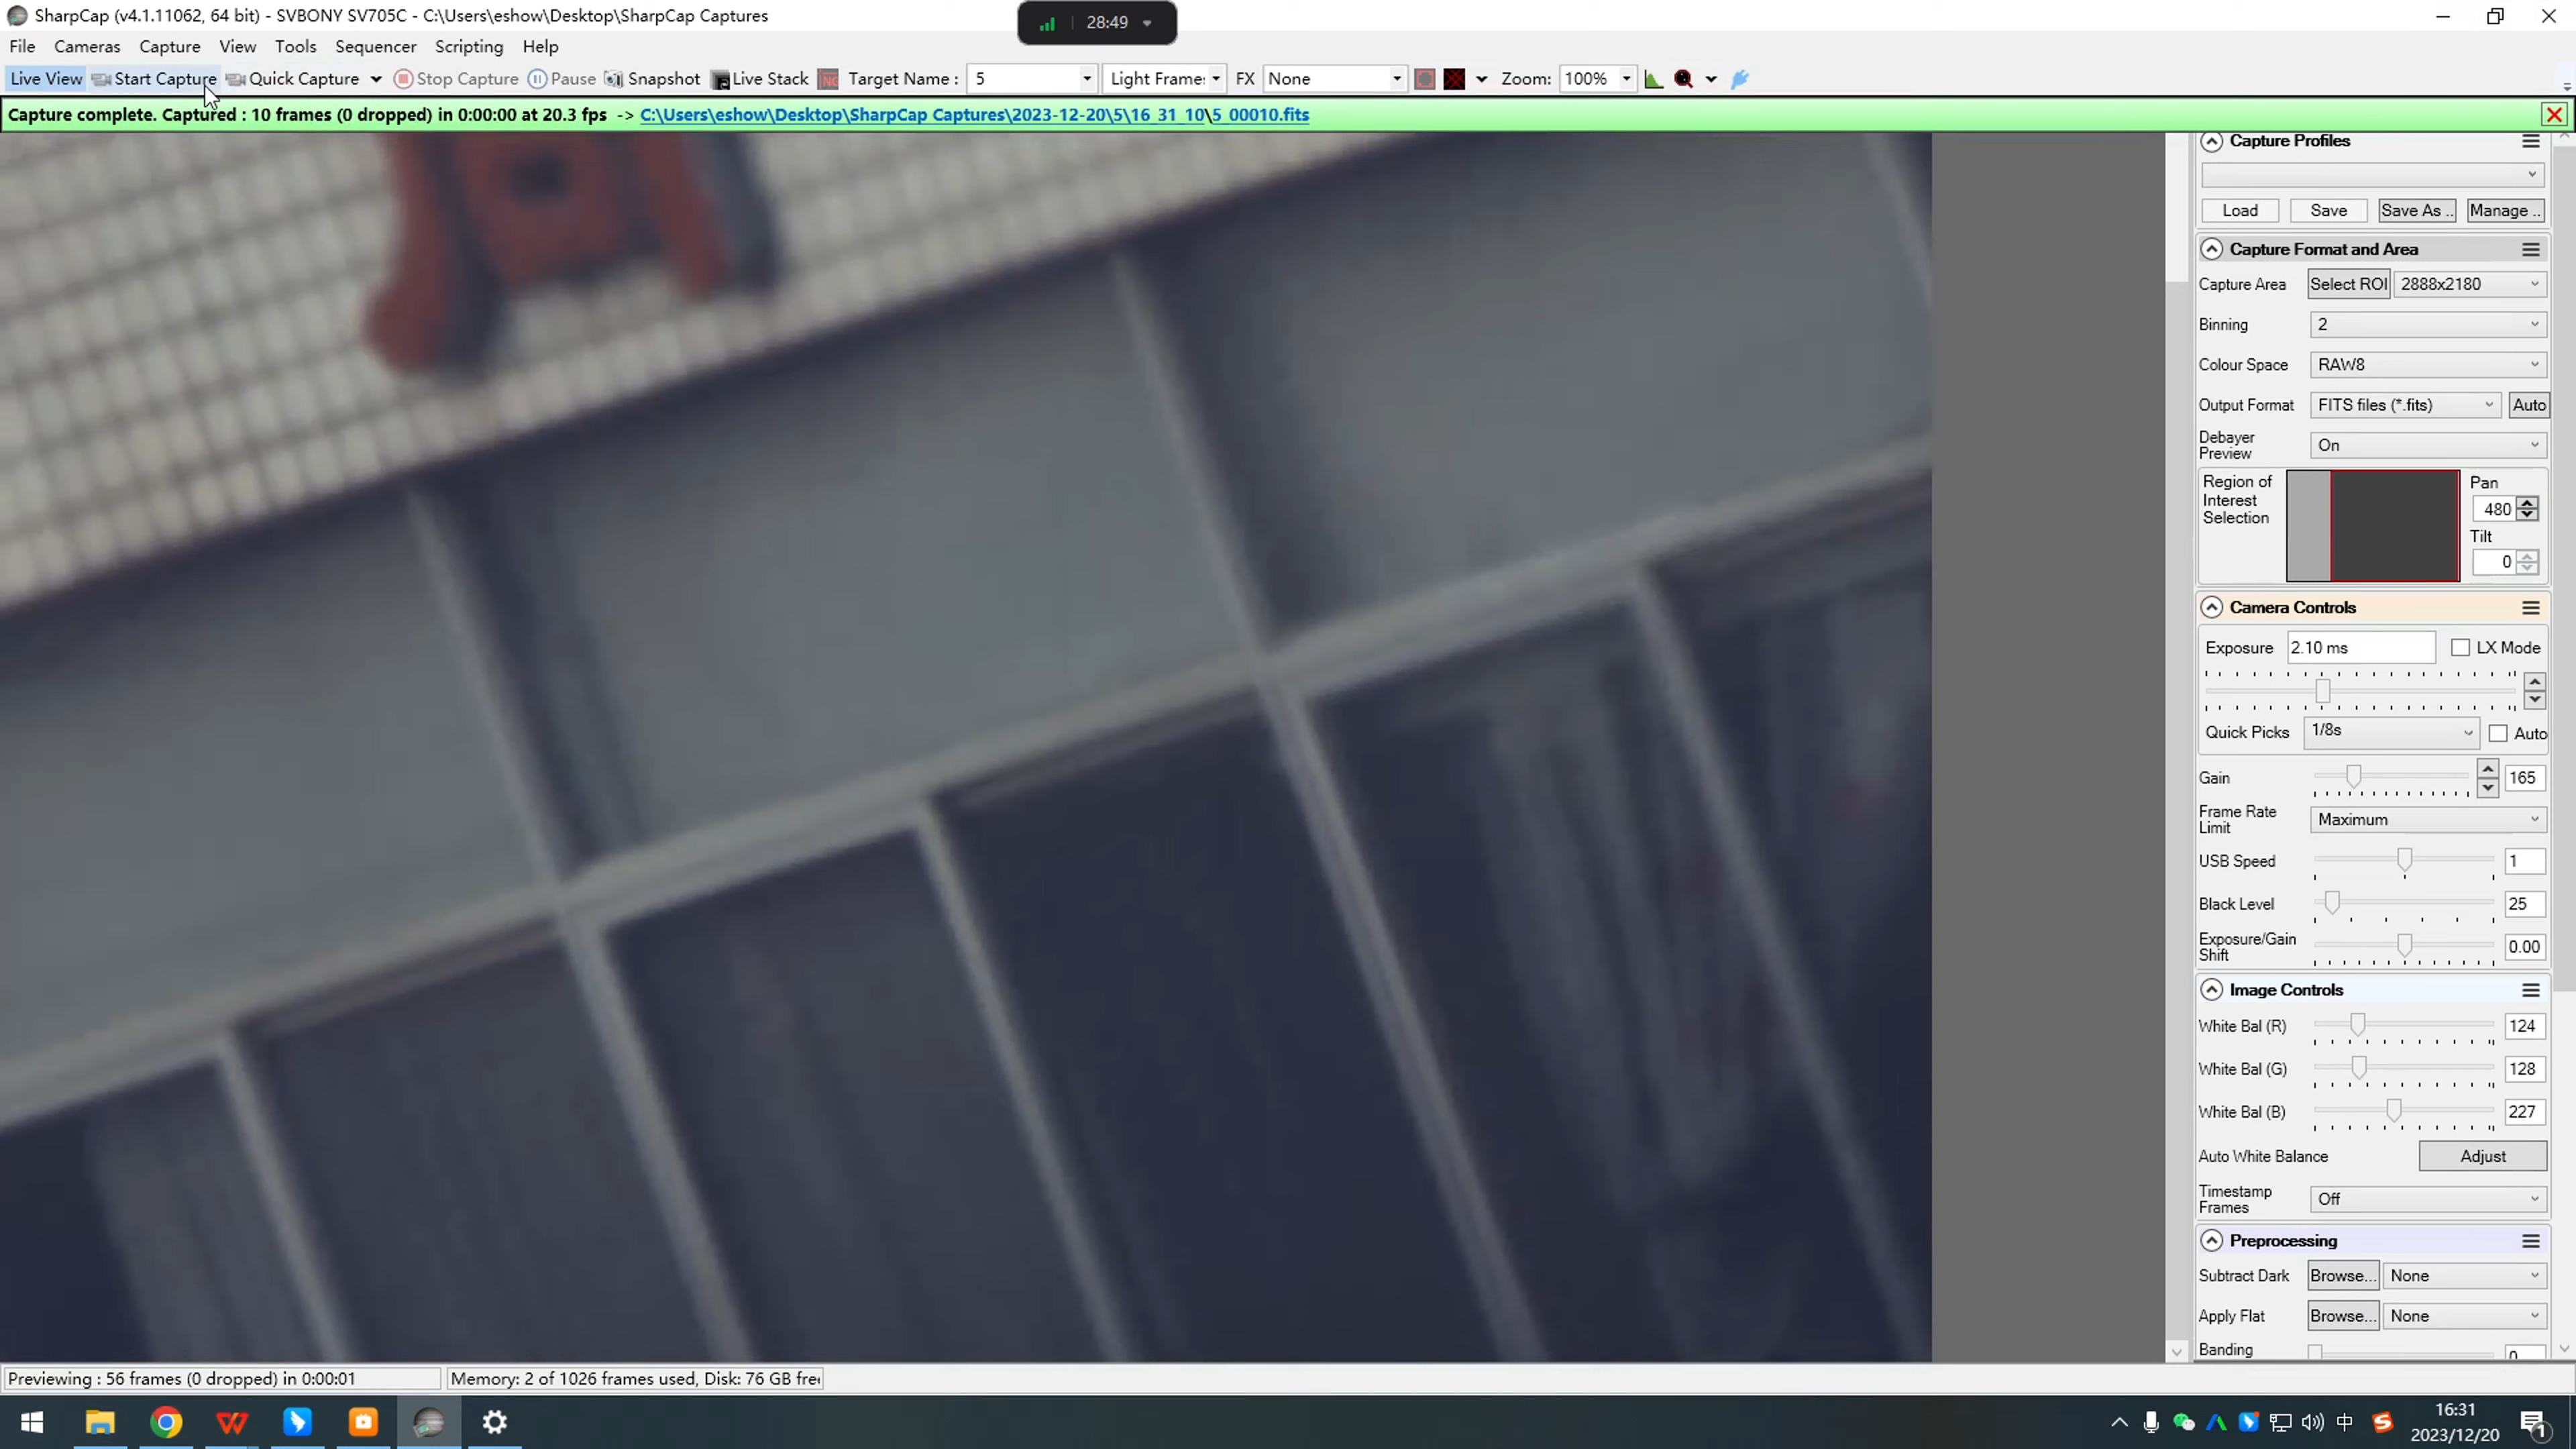 SharpCap (v4.1.11062, 64 bit) - SVBONY SV705C - C:\Users\eshow\Desktop\SharpCap Captures
28:49
File Cameras Capture View Tools Sequencer Scripting Help
Live View Start Capture Quick Capture Stop Capture Pause Snapshot Live Stack Target Name : 5 Light Frame: FX None Zoom: 100%
Capture complete. Captured : 10 frames (0 dropped) in 0:00:00 at 20.3 fps -> C:\Users\eshow\Desktop\SharpCap Captures\2023-12-20\5\16_31_10\5_00010.fits
Capture Profiles
Load Save Save As .. Manage ..
Capture Format and Area
Capture Area Select ROI 2888x2180
Binning 2
Colour Space RAW8
Output Format FITS files (*.fits) Auto
Debayer Preview On
Region of Interest Selection
Pan
480
Tilt
0
Camera Controls
Exposure 2.10 ms LX Mode
Quick Picks 1/8s Auto
Gain 165
Frame Rate Limit Maximum
USB Speed 1
Black Level 25
Exposure/Gain Shift 0.00
Image Controls
White Bal (R) 124
White Bal (G) 128
White Bal (B) 227
Auto White Balance Adjust
Timestamp Frames Off
Preprocessing
Subtract Dark Browse... None
Apply Flat Browse... None
Banding 0
Previewing : 56 frames (0 dropped) in 0:00:01 Memory: 2 of 1026 frames used, Disk: 76 GB fre
中
16:31
2023/12/20
1